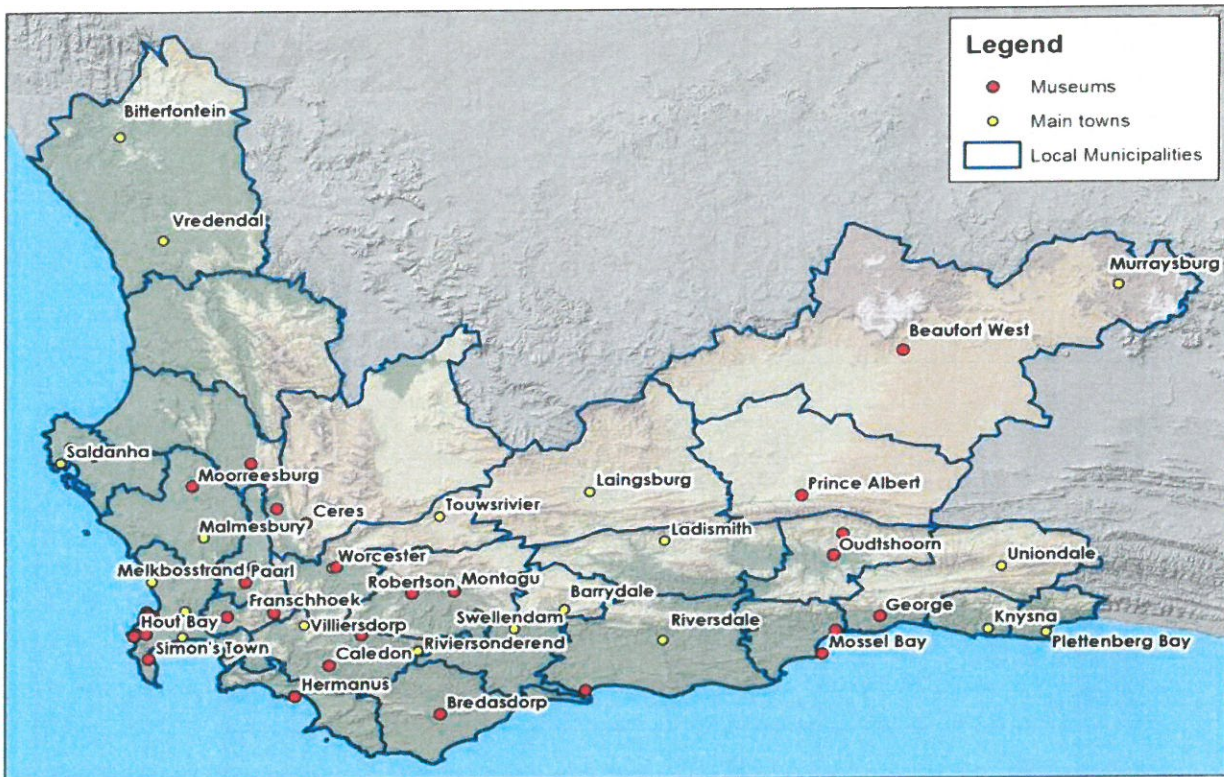 Legend
Museums
Main towns
Local Municipalities
Bitterfontein
Vredendal
Murraysburg
Beaufort West
Saldanha
Moorreesburg
Laingsburg
Prince Albert
Ceres
Touwsrivier
Malmesbury
Ladismith
Oudtshoorn
Worcester
Uniondale
Melkbosstrand
Paarl
Robertson
Montagu
Barrydale
Franschhoek
George
Hout Bay
Villiersdorp
Swellendam
Riversdale
Knysna
Mossel Bay
Plettenberg Bay
Simon's Town
Riviersonderend
Caledon
Hermanus
Bredasdorp